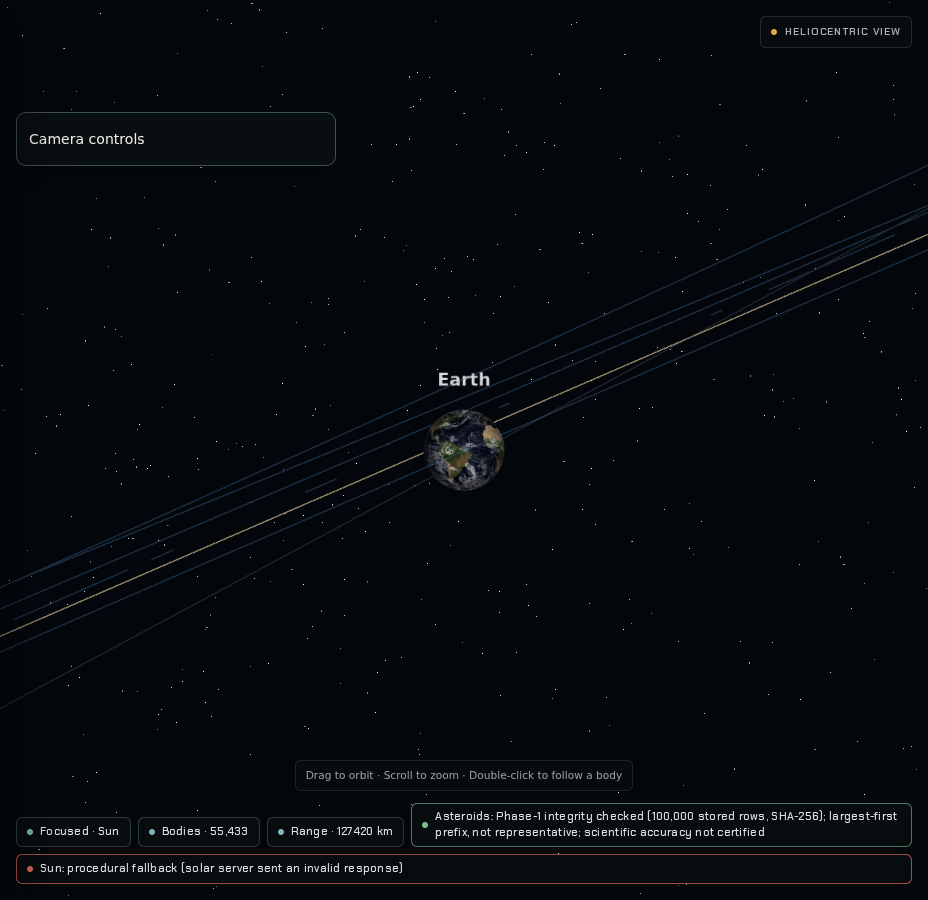 HELIOCENTRIC VIEW
Camera controls
Earth
Drag to orbit · Scroll to zoom · Double-click to follow a body
Focused · Sun
Bodies · 55,433
Range · 127420 km
Asteroids: Phase-1 integrity checked (100,000 stored rows, SHA-256); largest-first
prefix, not representative; scientific accuracy not certified
Sun: procedural fallback (solar server sent an invalid response)